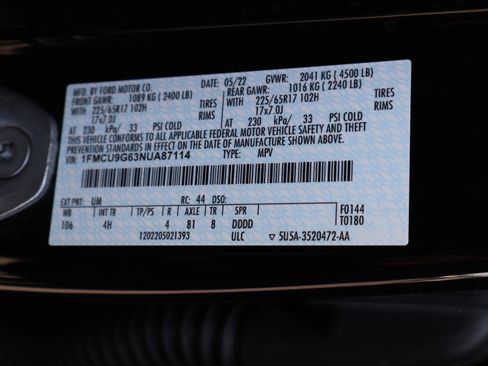 MFD. BY FORD MOTOR CO. DATE: 05/22 GVWR: 2041 KG (4500 LB)
FRONT GAWR: 1089 KG (2400 LB) REAR GAWR: 1016 KG (2240 LB)
WITH 225/65R17 102H TIRES WITH 225/65R17 102H TIRES
17x7.0J RIMS 17x7.0J RIMS
AT 230 kPa/ 33 PSI COLD AT 230 kPa/ 33 PSI COLD
THIS VEHICLE CONFORMS TO ALL APPLICABLE FEDERAL MOTOR VEHICLE SAFETY, BUMPER, AND THEFT
PREVENTION STANDARDS IN EFFECT ON THE DATE OF MANUFACTURE SHOWN ABOVE.
VIN: 1FMCU9G63NUA87114 TYPE: MPV
EXT PNT: UM RC: 44 DSO: F0144
WB INT TR TP/PS R AXLE TR SPR T0180
106 4H 4 81 8 DDDD
1202205021393 ULC ▽ 5U5A-3520472-AA